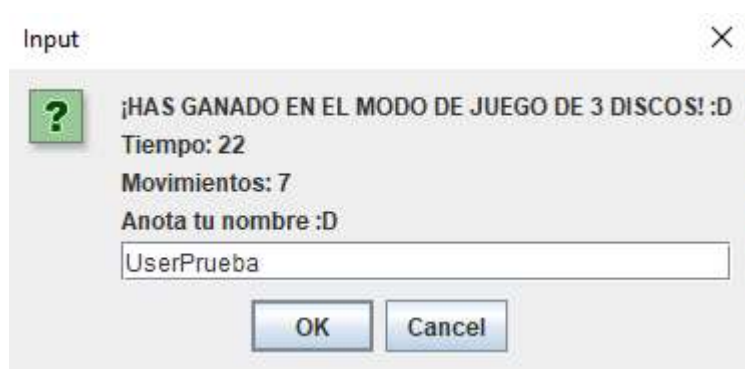 Input
¡HAS GANADO EN EL MODO DE JUEGO DE 3 DISCOS! :D
Tiempo: 22
Movimientos: 7
Anota tu nombre :D
UserPrueba
OK Cancel